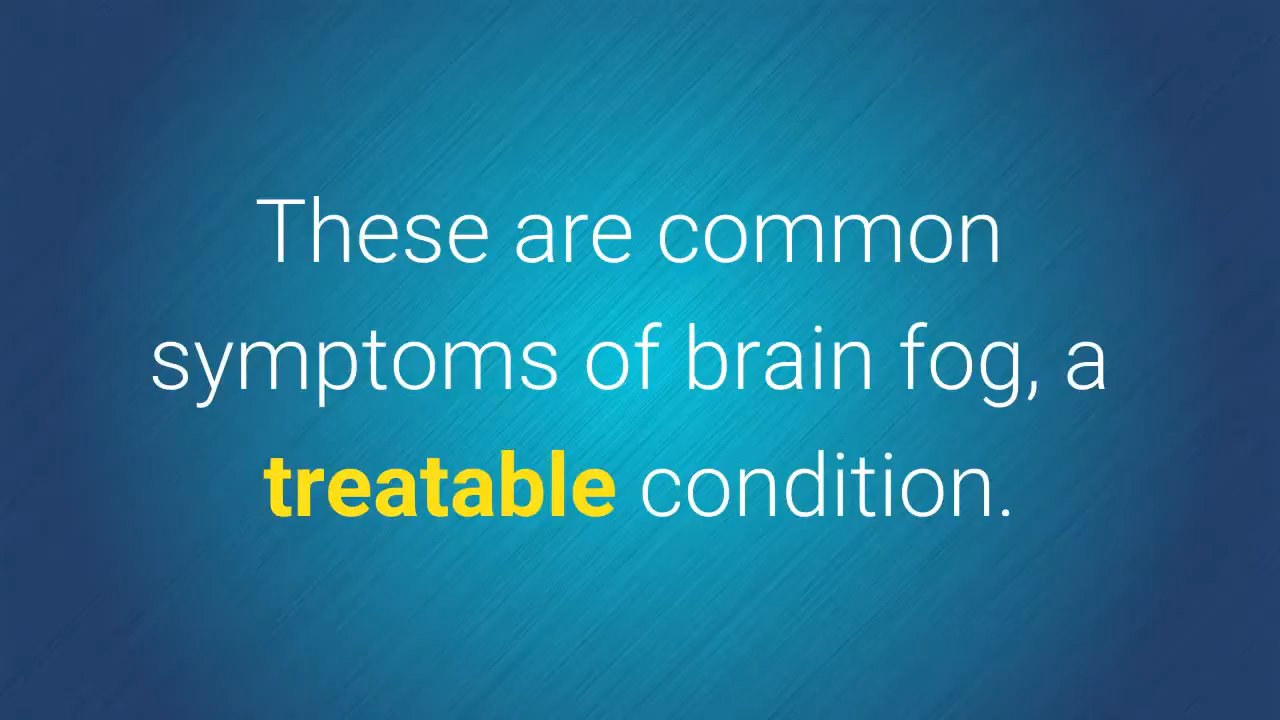 These are common
symptoms of brain fog, a
treatable condition.